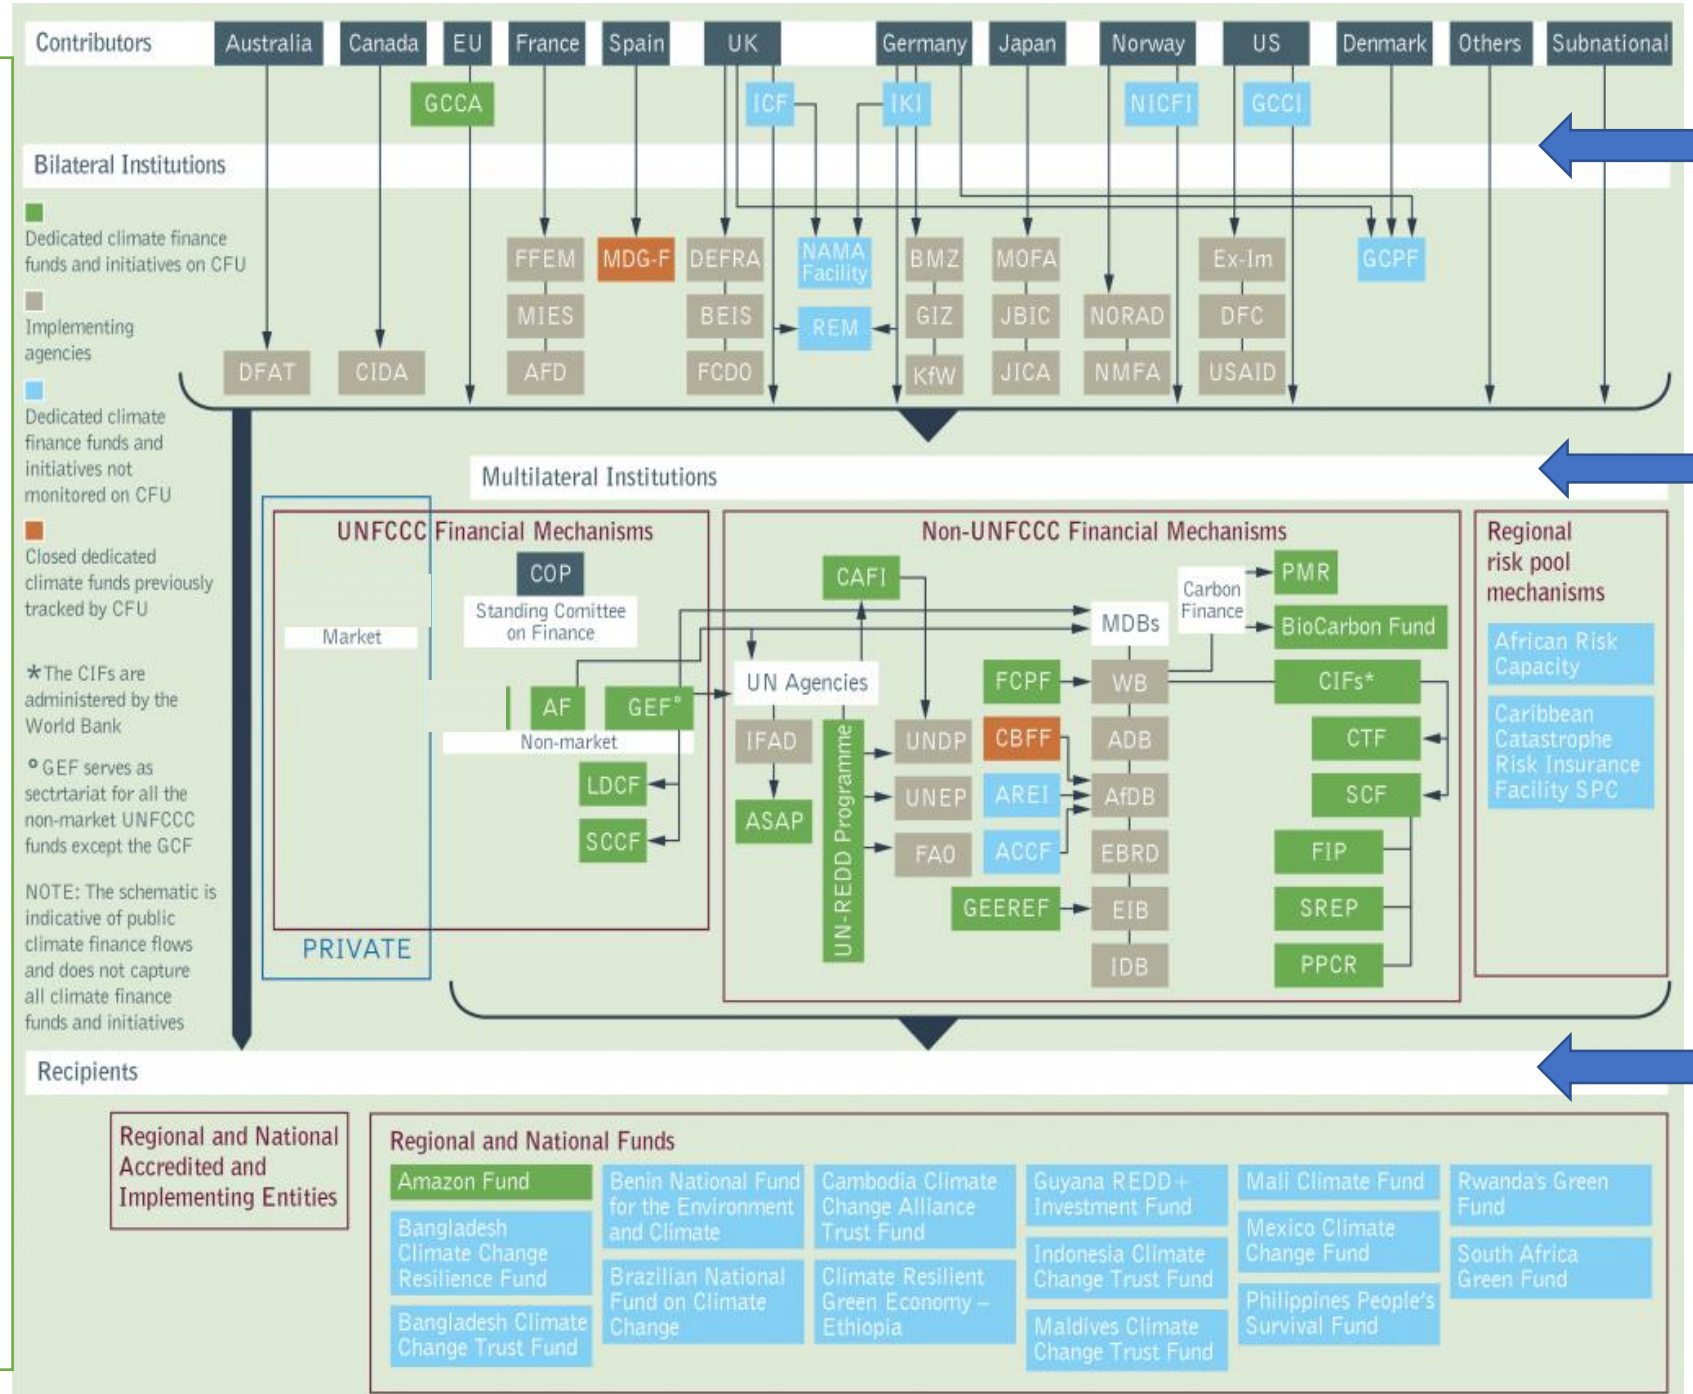 Contributors
Australia
Canada
EU
France
Spain
UK
Germany
Japan
Norway
US
Denmark
Others
Subnational
GCCA
ICF
IKI
NICFI
GCCI
Bilateral Institutions
Dedicated climate finance
funds and initiatives on CFU
Implementing
agencies
Dedicated climate
finance funds and
initiatives not
monitored on CFU
Closed dedicated
climate funds previously
tracked by CFU
*The CIFs are
administered by the
World Bank
° GEF serves as
sectrtariat for all the
non-market UNFCCC
funds except the GCF
NOTE: The schematic is
indicative of public
climate finance flows
and does not capture
all climate finance
funds and initiatives
FFEM
MDG-F
DEFRA
NAMA
Facility
BMZ
MOFA
Ex-Im
GCPF
MIES
BEIS
REM
GIZ
JBIC
NORAD
DFC
DFAT
CIDA
AFD
FCDO
KfW
JICA
NMFA
USAID
Multilateral Institutions
UNFCCC Financial Mechanisms
COP
Standing Comittee
on Finance
Market
AF
GEF°
Non-market
LDCF
SCCF
PRIVATE
Non-UNFCCC Financial Mechanisms
CAFI
UN Agencies
IFAD
ASAP
UN-REDD Programme
UNDP
UNEP
FAO
FCPF
CBFF
AREI
ACCF
GEEREF
MDBs
WB
ADB
AfDB
EBRD
EIB
IDB
Carbon
Finance
PMR
BioCarbon Fund
CIFs*
CTF
SCF
FIP
SREP
PPCR
Regional
risk pool
mechanisms
African Risk
Capacity
Caribbean
Catastrophe
Risk Insurance
Facility SPC
Recipients
Regional and National
Accredited and
Implementing Entities
Regional and National Funds
Amazon Fund
Bangladesh
Climate Change
Resilience Fund
Bangladesh Climate
Change Trust Fund
Benin National Fund
for the Environment
and Climate
Brazilian National
Fund on Climate
Change
Cambodia Climate
Change Alliance
Trust Fund
Climate Resilient
Green Economy –
Ethiopia
Guyana REDD+
Investment Fund
Indonesia Climate
Change Trust Fund
Maldives Climate
Change Trust Fund
Mali Climate Fund
Mexico Climate
Change Fund
Philippines People's
Survival Fund
Rwanda's Green
Fund
South Africa
Green Fund